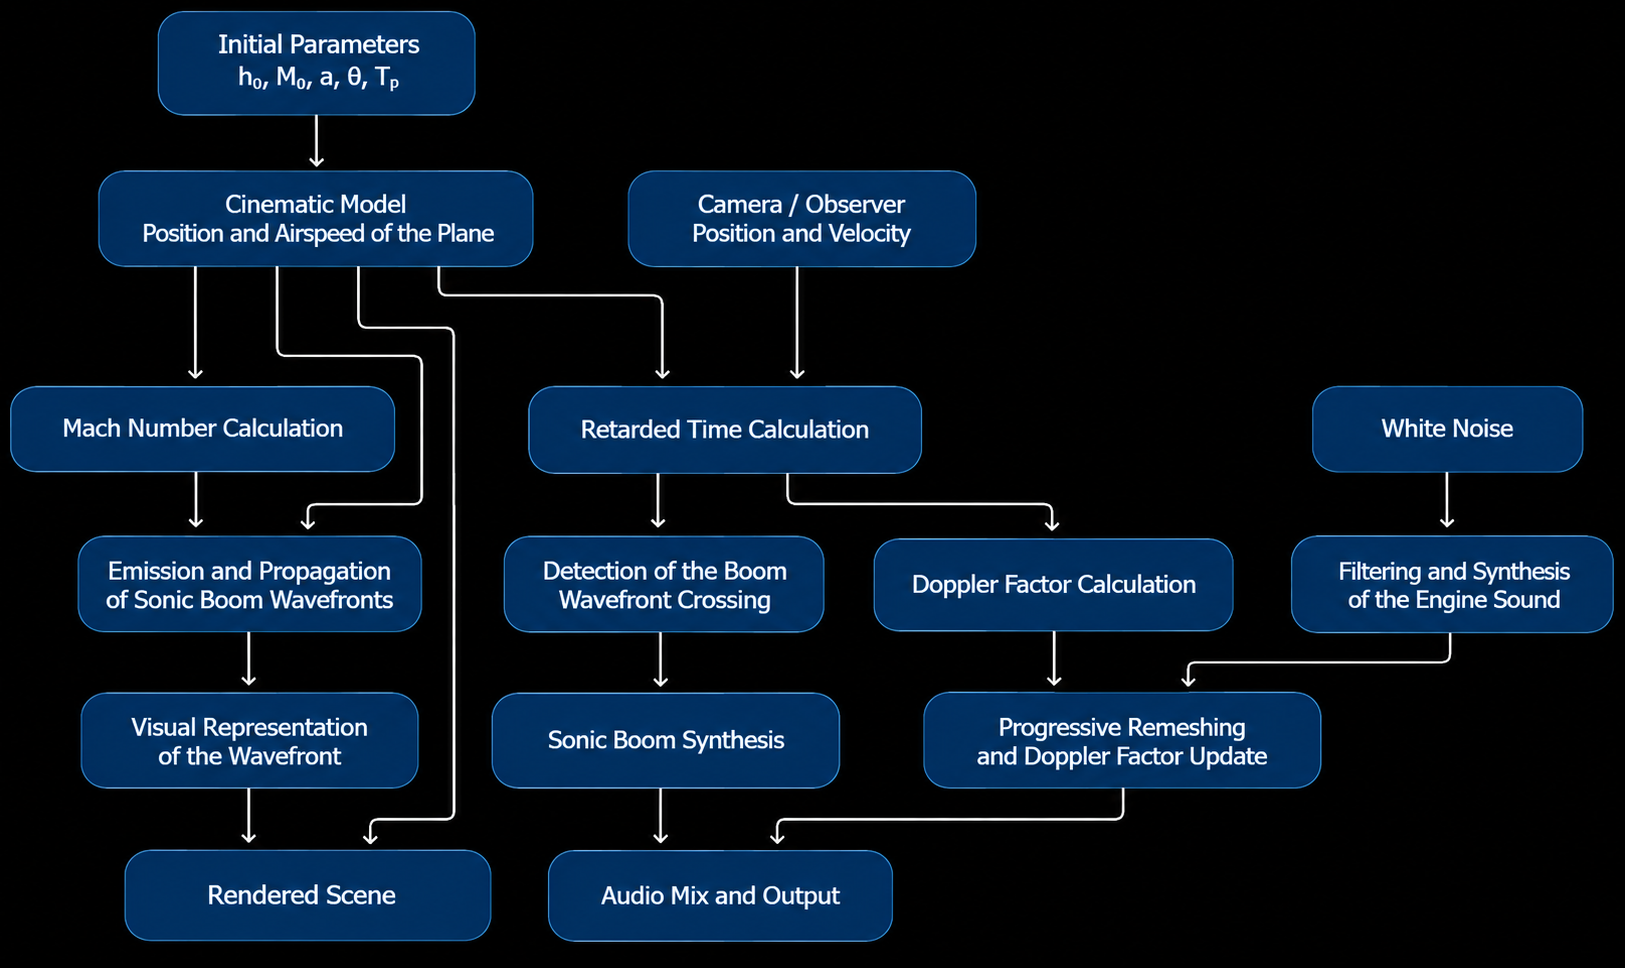 Initial Parameters
h₀, M₀, a, θ, Tₚ
Cinematic Model
Position and Airspeed of the Plane
Camera / Observer
Position and Velocity
Mach Number Calculation
Retarded Time Calculation
White Noise
Emission and Propagation
of Sonic Boom Wavefronts
Detection of the Boom
Wavefront Crossing
Doppler Factor Calculation
Filtering and Synthesis
of the Engine Sound
Visual Representation
of the Wavefront
Sonic Boom Synthesis
Progressive Remeshing
and Doppler Factor Update
Rendered Scene
Audio Mix and Output